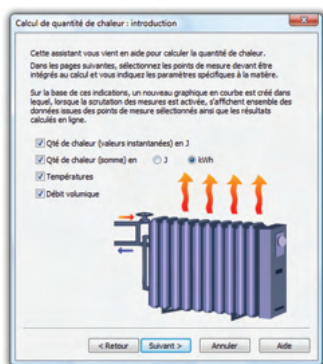 Calcul de quantité de chaleur : introduction
Cette assistant vous vient en aide pour calculer la quantité de chaleur.
Dans les pages suivantes, sélectionnez les points de mesure devant être
intégrés au calcul et vous indiquez les paramètres spécifiques à la matière.
Sur la base de ces indications, un nouveau graphique en courbe est créé dans
lequel, lorsque la scrutation des mesures est activée, s'affichent ensemble des
données issues des points de mesure sélectionnés ainsi que les résultats
calculés en ligne.
Qté de chaleur (valeurs instantanées) en J
Qté de chaleur (somme) en J kWh
Températures
Débit volumique
< Retour Suivant > Annuler Aide